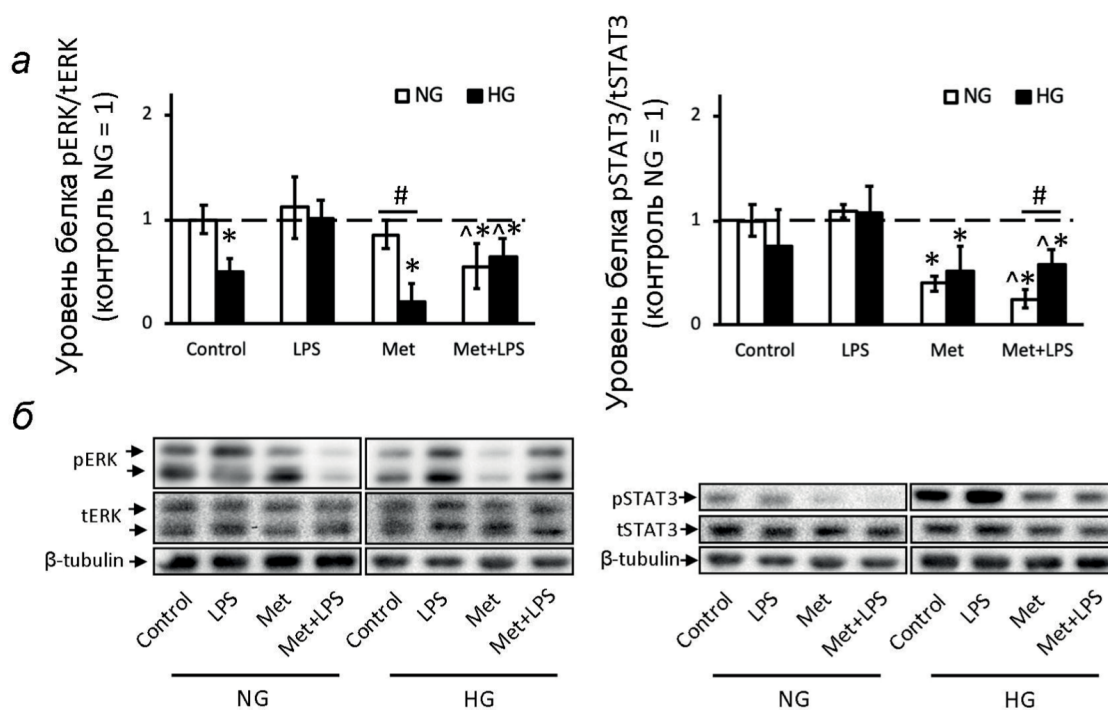 а
Уровень белка pERK/tERK
(контроль NG = 1)
NG HG
2
1
0
* # * ^* ^*
Control LPS Met Met+LPS
Уровень белка pSTAT3/tSTAT3
(контроль NG = 1)
NG HG
2
1
0
* * # ^* ^*
Control LPS Met Met+LPS
б
pERK
tERK
β-tubulin
Control LPS Met Met+LPS Control LPS Met Met+LPS
NG HG
pSTAT3
tSTAT3
β-tubulin
Control LPS Met Met+LPS Control LPS Met Met+LPS
NG HG